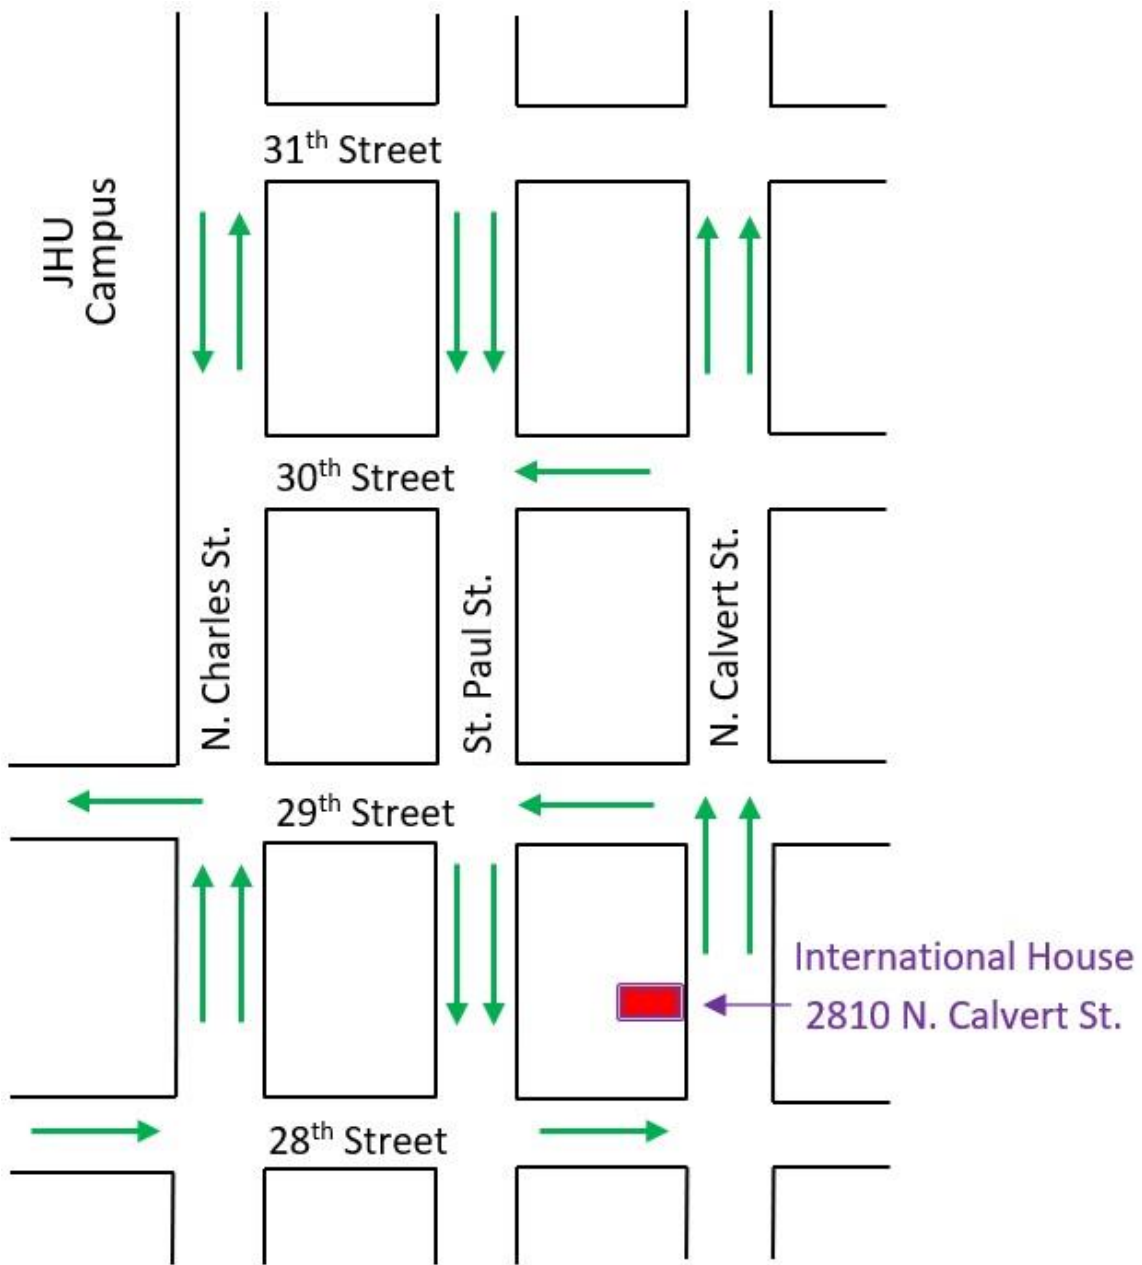 31th Street
JHU
Campus
30th Street
N. Charles St.
St. Paul St.
N. Calvert St.
29th Street
International House
2810 N. Calvert St.
28th Street